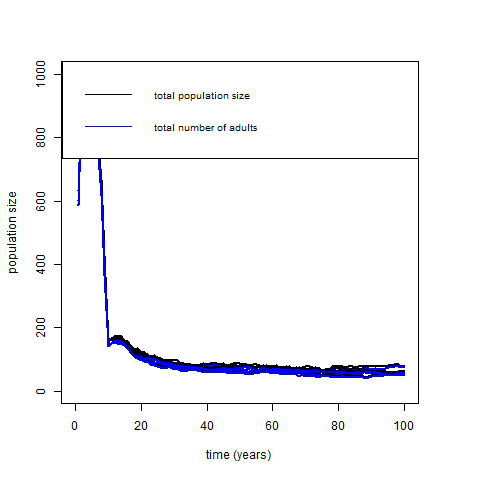 1000
800
600
400
200
0
population size
total population size
total number of adults
0 20 40 60 80 100
time (years)